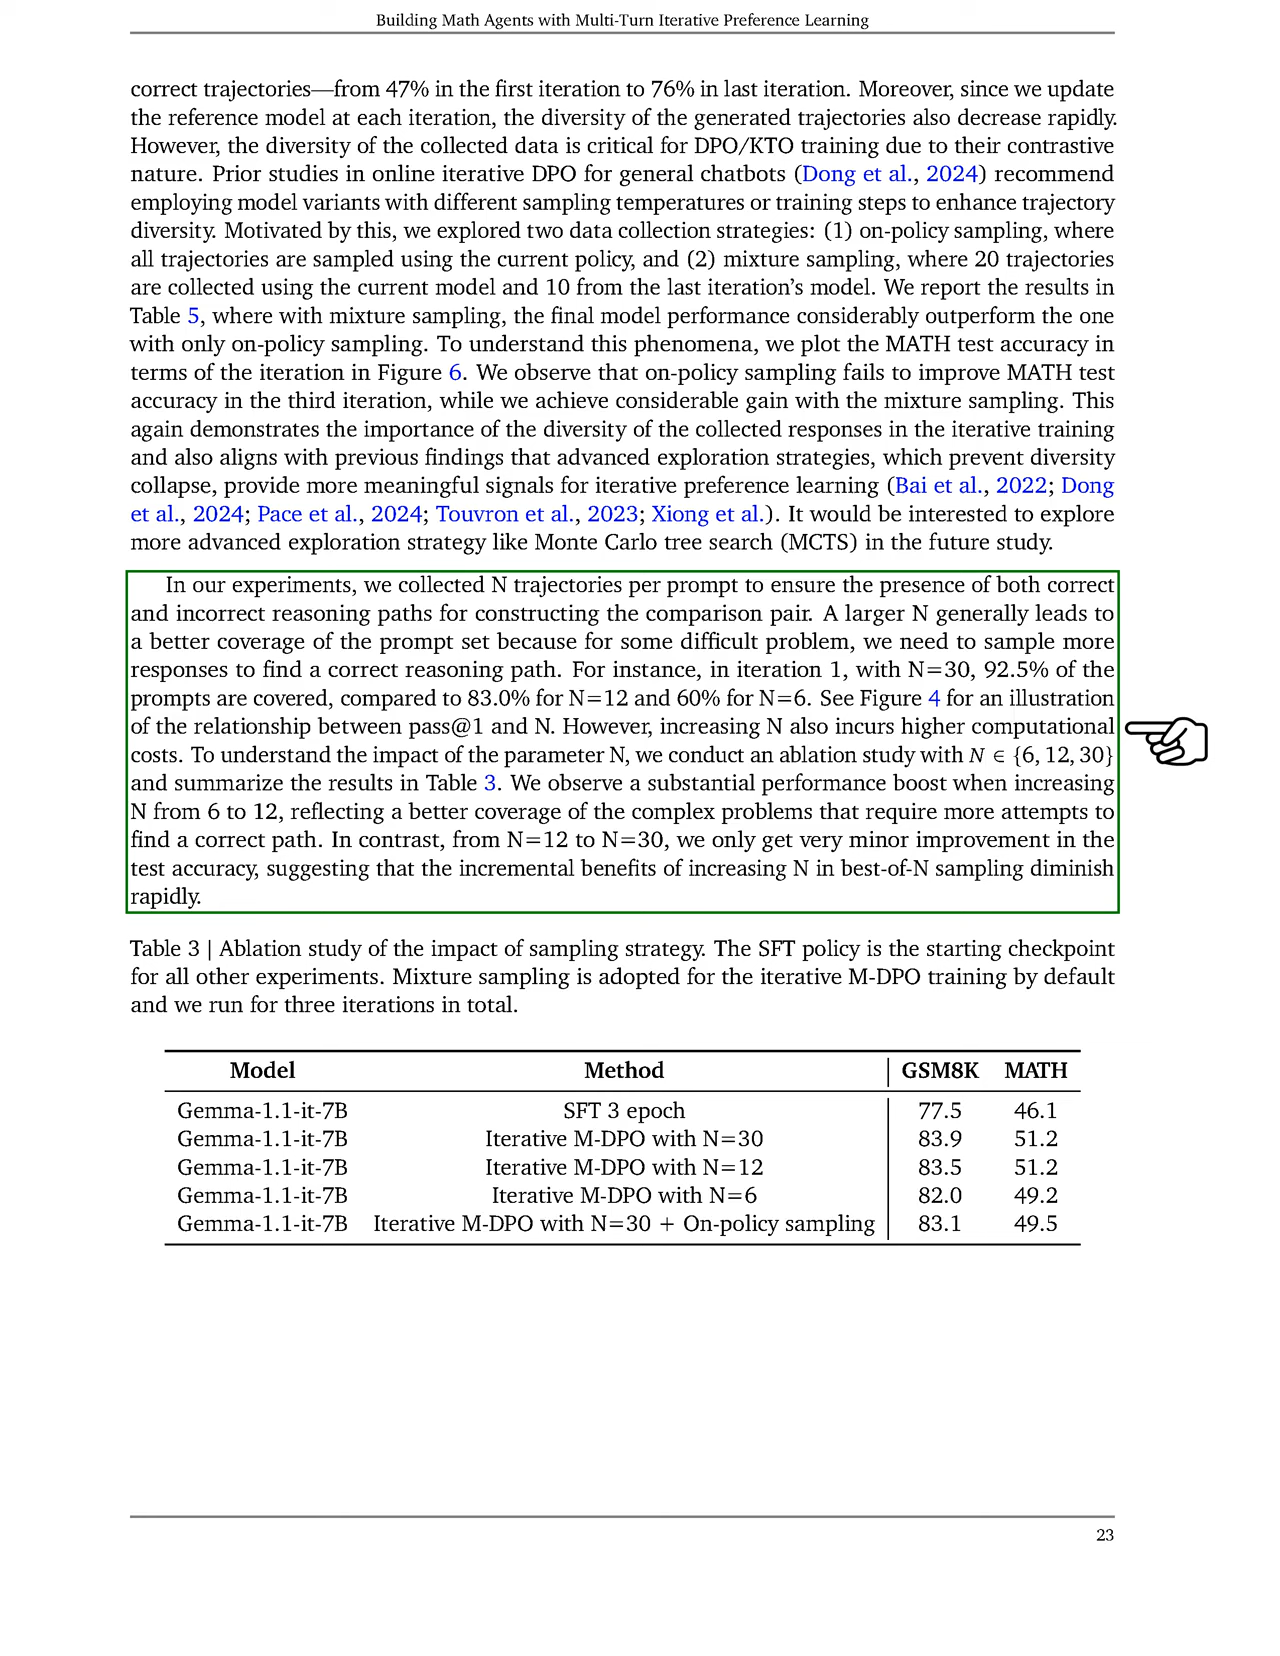 Building Math Agents with Multi-Turn Iterative Preference Learning
correct trajectories—from 47% in the first iteration to 76% in last iteration. Moreover, since we update
the reference model at each iteration, the diversity of the generated trajectories also decrease rapidly.
However, the diversity of the collected data is critical for DPO/KTO training due to their contrastive
nature. Prior studies in online iterative DPO for general chatbots (Dong et al., 2024) recommend
employing model variants with different sampling temperatures or training steps to enhance trajectory
diversity. Motivated by this, we explored two data collection strategies: (1) on-policy sampling, where
all trajectories are sampled using the current policy, and (2) mixture sampling, where 20 trajectories
are collected using the current model and 10 from the last iteration's model. We report the results in
Table 5, where with mixture sampling, the final model performance considerably outperform the one
with only on-policy sampling. To understand this phenomena, we plot the MATH test accuracy in
terms of the iteration in Figure 6. We observe that on-policy sampling fails to improve MATH test
accuracy in the third iteration, while we achieve considerable gain with the mixture sampling. This
again demonstrates the importance of the diversity of the collected responses in the iterative training
and also aligns with previous findings that advanced exploration strategies, which prevent diversity
collapse, provide more meaningful signals for iterative preference learning (Bai et al., 2022; Dong
et al., 2024; Pace et al., 2024; Touvron et al., 2023; Xiong et al.). It would be interested to explore
more advanced exploration strategy like Monte Carlo tree search (MCTS) in the future study.
In our experiments, we collected N trajectories per prompt to ensure the presence of both correct
and incorrect reasoning paths for constructing the comparison pair. A larger N generally leads to
a better coverage of the prompt set because for some difficult problem, we need to sample more
responses to find a correct reasoning path. For instance, in iteration 1, with N=30, 92.5% of the
prompts are covered, compared to 83.0% for N=12 and 60% for N=6. See Figure 4 for an illustration
of the relationship between pass@1 and N. However, increasing N also incurs higher computational
costs. To understand the impact of the parameter N, we conduct an ablation study with N ∈ {6, 12, 30}
and summarize the results in Table 3. We observe a substantial performance boost when increasing
N from 6 to 12, reflecting a better coverage of the complex problems that require more attempts to
find a correct path. In contrast, from N=12 to N=30, we only get very minor improvement in the
test accuracy, suggesting that the incremental benefits of increasing N in best-of-N sampling diminish
rapidly.
Table 3 | Ablation study of the impact of sampling strategy. The SFT policy is the starting checkpoint
for all other experiments. Mixture sampling is adopted for the iterative M-DPO training by default
and we run for three iterations in total.
Model Method GSM8K MATH
Gemma-1.1-it-7B SFT 3 epoch 77.5 46.1
Gemma-1.1-it-7B Iterative M-DPO with N=30 83.9 51.2
Gemma-1.1-it-7B Iterative M-DPO with N=12 83.5 51.2
Gemma-1.1-it-7B Iterative M-DPO with N=6 82.0 49.2
Gemma-1.1-it-7B Iterative M-DPO with N=30 + On-policy sampling 83.1 49.5
23